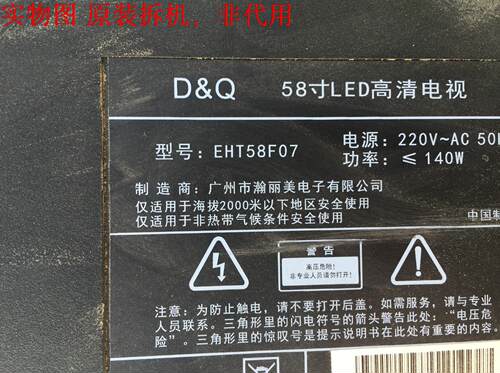 实物图 原装拆机，非代用
D&Q 58寸LED高清电视
型号：EHT58F07
电源：220V~AC 50
功率：≤ 140W
制造商：广州市瀚丽美电子有限公司
仅适用于海拔2000米以下地区安全使用
仅适用于非热带气候条件安全使用
中国制
警告
高压危险!
非专业人员请勿打开!
注意：为防止触电，请不要打开后盖。如需服务，请与专业
人员联系。三角形里的闪电符号的箭头警告此处：“电压危
险”。三角形里的惊叹号是提示说明书在此处有重要的内容。